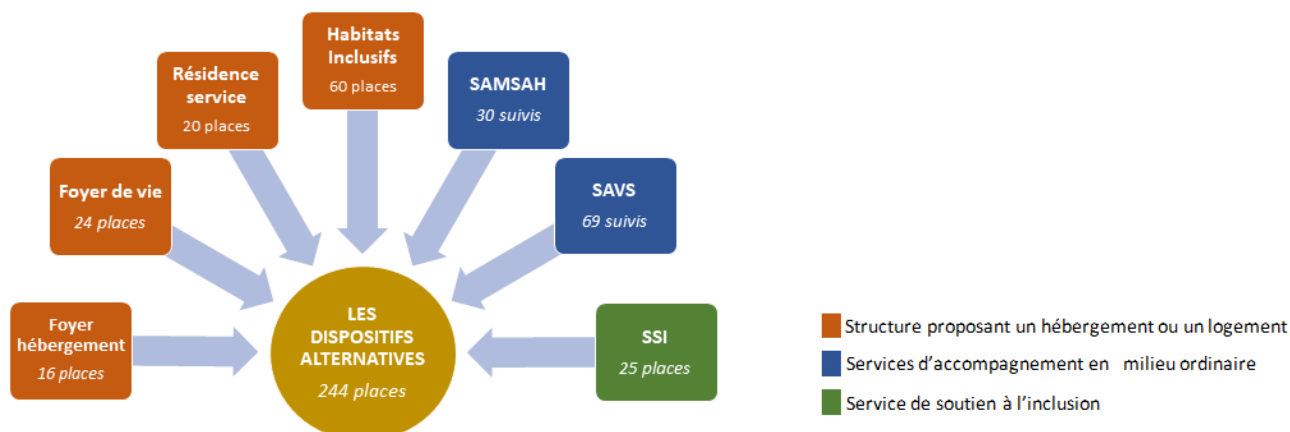 Habitats
Inclusifs
60 places
Résidence
service
20 places
SAMSAH
30 suivis
Foyer de vie
24 places
SAVS
69 suivis
Foyer
hébergement
16 places
LES
DISPOSITIFS
ALTERNATIVES
244 places
SSI
25 places
Structure proposant un hébergement ou un logement
Services d'accompagnement en milieu ordinaire
Service de soutien à l'inclusion